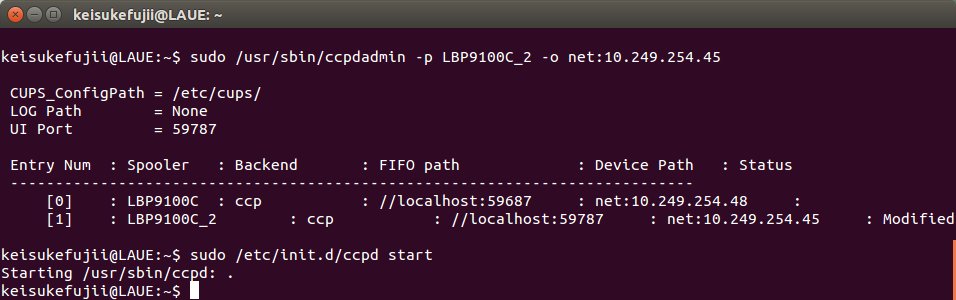 keisukefujii@LAUE: ~
keisukefujii@LAUE:~$ sudo /usr/sbin/ccpdadmin -p LBP9100C_2 -o net:10.249.254.45
CUPS_ConfigPath = /etc/cups/
LOG Path        = None
UI Port         = 59787
Entry Num  : Spooler   : Backend       : FIFO path             : Device Path   : Status
----------------------------------------------------------------------------
[0]    : LBP9100C  : ccp           : //localhost:59687     : net:10.249.254.48     :
[1]    : LBP9100C_2        : ccp           : //localhost:59787     : net:10.249.254.45     : Modified
keisukefujii@LAUE:~$ sudo /etc/init.d/ccpd start
Starting /usr/sbin/ccpd: .
keisukefujii@LAUE:~$